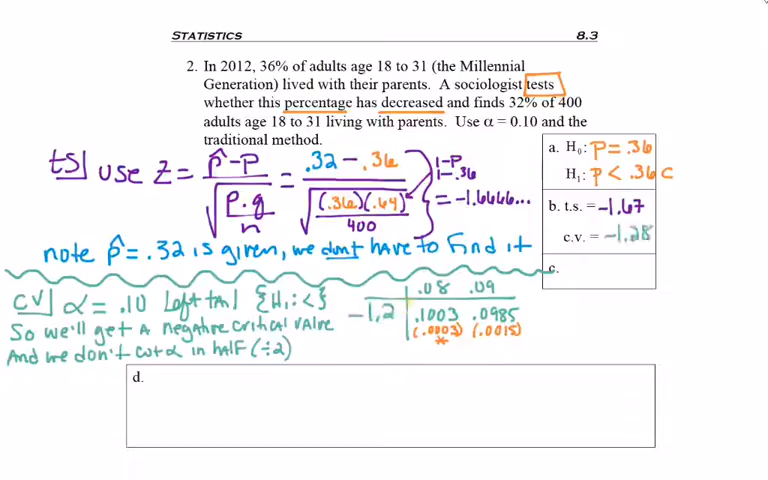 STATISTICS 8.3
2. In 2012, 36% of adults age 18 to 31 (the Millennial
Generation) lived with their parents. A sociologist tests
whether this percentage has decreased and finds 32% of 400
adults age 18 to 31 living with parents. Use α = 0.10 and the
traditional method.
a. H₀: P = .36
H₁: P < .36 C
b. t.s. = -1.67
c.v. = -1.28
c.
ts| use Z = (p̂ - P) / √(P·q / n) = (.32 - .36) / √((.36)(.64) / 400) = -1.6666...
1-P
1-.36
note p̂ = .32 is given, we dont have to find it
CV| α = .10 Left tail {H₁: <}
So we'll get a negative critical value
And we don't cut α in half (÷2)
.08 .09
-1.2 .1003 .0985
(.0003) (.0015)
*
d.